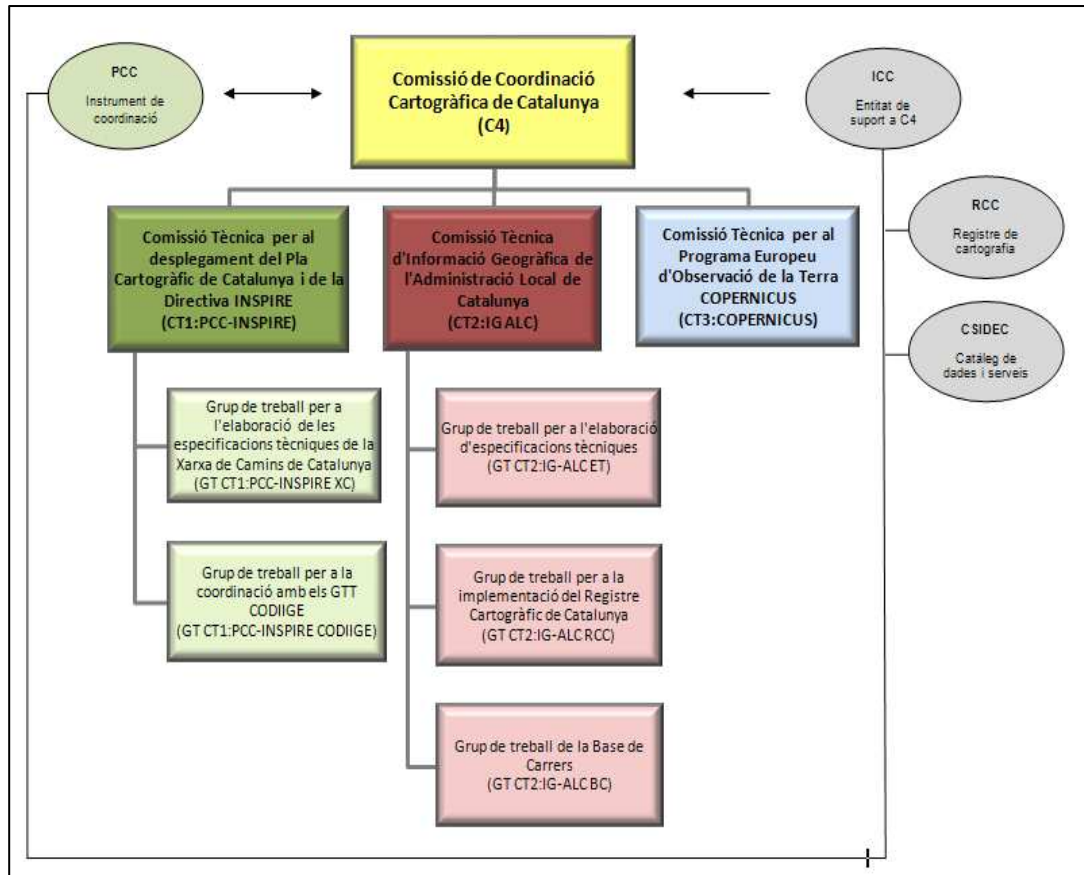 PCC
Instrument de
coordinació
Comissió de Coordinació
Cartogràfica de Catalunya
(C4)
ICC
Entitat de
suport a C4
RCC
Registre de
cartografia
CSIDEC
Catáleg de
dades i serveis
Comissió Tècnica per al
desplegament del Pla
Cartogràfic de Catalunya i de la
Directiva INSPIRE
(CT1:PCC-INSPIRE)
Comissió Tècnica
d'Informació Geogràfica de
l'Administració Local de
Catalunya
(CT2:IG ALC)
Comissió Tècnica per al
Programa Europeu
d'Observació de la Terra
COPERNICUS
(CT3:COPERNICUS)
Grup de treball per a
l'elaboració de les
especificacions tècniques de la
Xarxa de Camins de Catalunya
(GT CT1:PCC-INSPIRE XC)
Grup de treball per a la
coordinació amb els GTT
CODIIGE
(GT CT1:PCC-INSPIRE CODIIGE)
Grup de treball per a l'elaboració
d'especificacions tècniques
(GT CT2:IG-ALC ET)
Grup de treball per a la
implementació del Registre
Cartogràfic de Catalunya
(GT CT2:IG-ALC RCC)
Grup de treball de la Base de
Carrers
(GT CT2:IG-ALC BC)